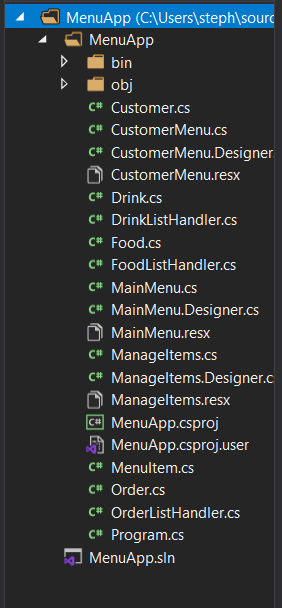 MenuApp (C:\Users\steph\sourc
MenuApp
bin
obj
C# Customer.cs
C# CustomerMenu.cs
C# CustomerMenu.Designer.
CustomerMenu.resx
C# Drink.cs
C# DrinkListHandler.cs
C# Food.cs
C# FoodListHandler.cs
C# MainMenu.cs
C# MainMenu.Designer.cs
MainMenu.resx
C# ManageItems.cs
C# ManageItems.Designer.c
ManageItems.resx
C# MenuApp.csproj
MenuApp.csproj.user
C# MenuItem.cs
C# Order.cs
C# OrderListHandler.cs
C# Program.cs
MenuApp.sln